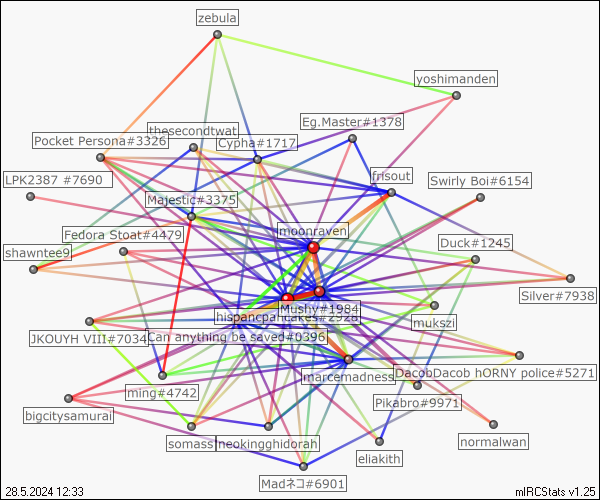 zebula
yoshimanden
Eg.Master#1378
thesecondtwat
Cypha#1717
Pocket Persona#3326
frisout
LPK2387 #7690
Swirly Boi#6154
Majestic#3375
moonraven
Fedora Stoat#4479
Duck#1245
shawntee9
Silver#7938
Mushy#1984
hispancpancakes#2928
mukszi
JKOUYH VIII#7034
Can anything be saved#0396
DacobDacob hORNY police#5271
marcemadness
ming#4742
Pikabro#9971
bigcitysamurai
normalwan
somass
neokingghidorah
eliakith
Madネコ#6901
28.5.2024 12:33
mIRCStats v1.25